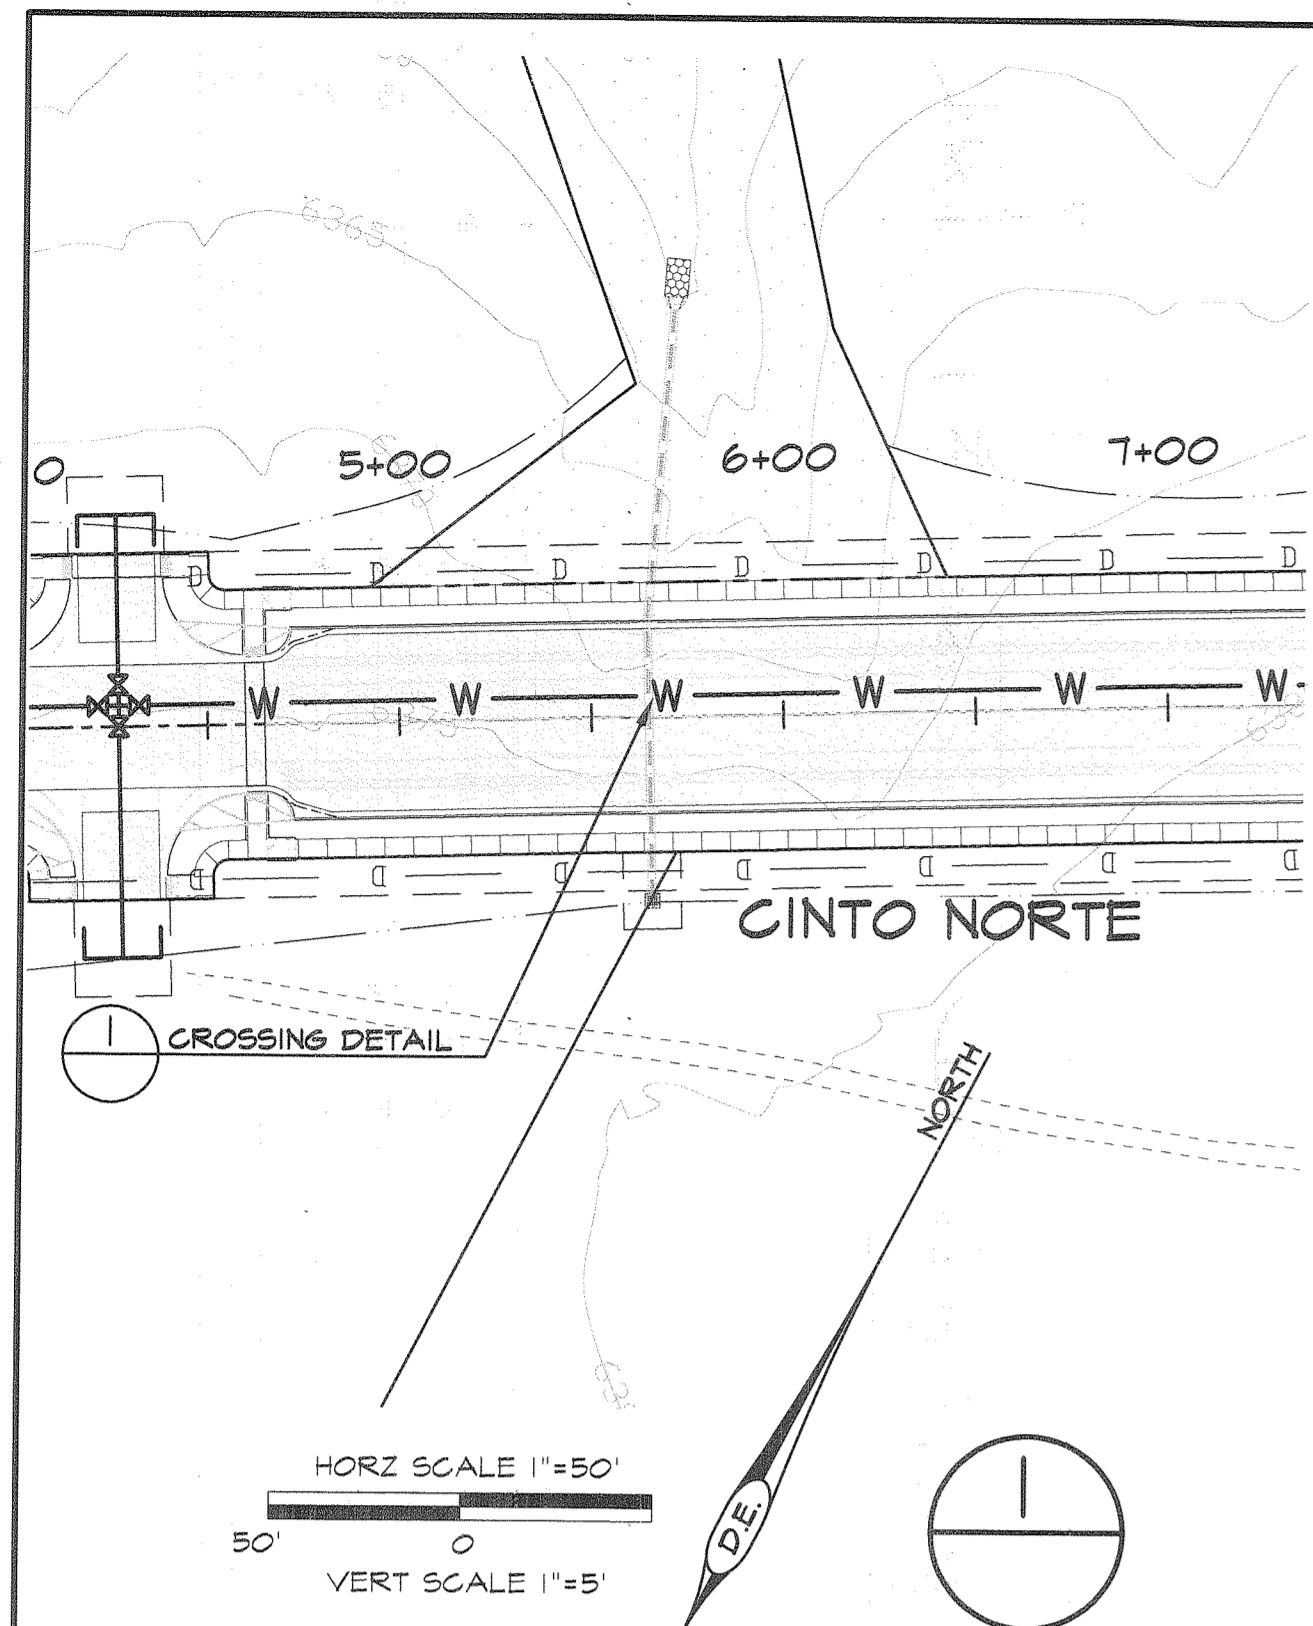 6365
0
5+00
6+00
7+00
D D D D D D D
W W W W W W
D D D D D D D
CINTO NORTE
1
CROSSING DETAIL
NORTH
HORZ SCALE 1"=50'
50' 0
VERT SCALE 1"=5'
D.E.
1